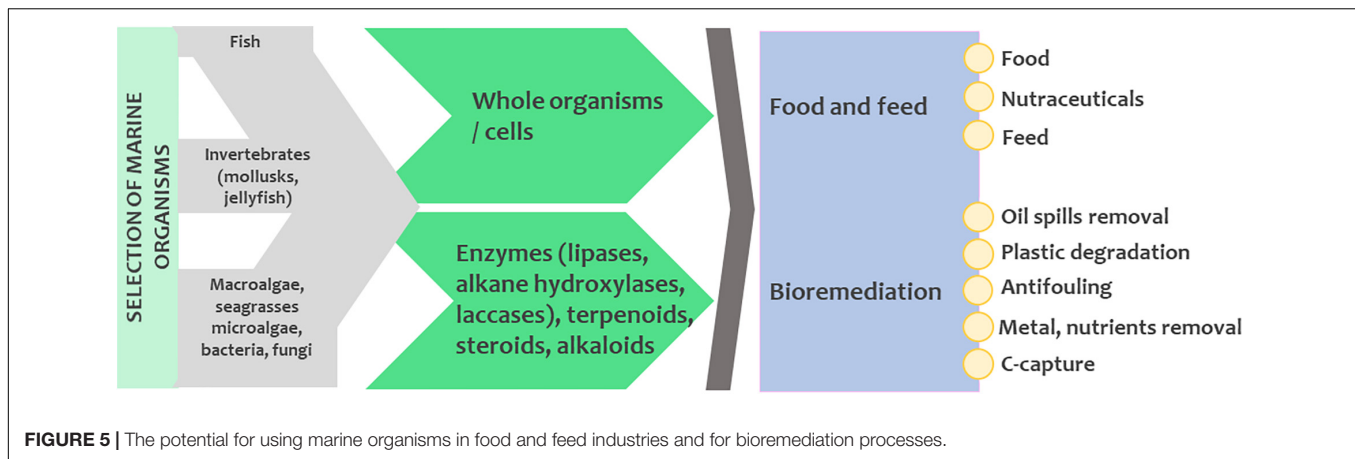 SELECTION OF MARINE
ORGANISMS
Fish
Invertebrates
(mollusks,
jellyfish)
Macroalgae,
seagrasses
microalgae,
bacteria, fungi
Whole organisms
/ cells
Enzymes (lipases,
alkane hydroxylases,
laccases), terpenoids,
steroids, alkaloids
Food and feed
Food
Nutraceuticals
Feed
Bioremediation
Oil spills removal
Plastic degradation
Antifouling
Metal, nutrients removal
C-capture
FIGURE 5 | The potential for using marine organisms in food and feed industries and for bioremediation processes.